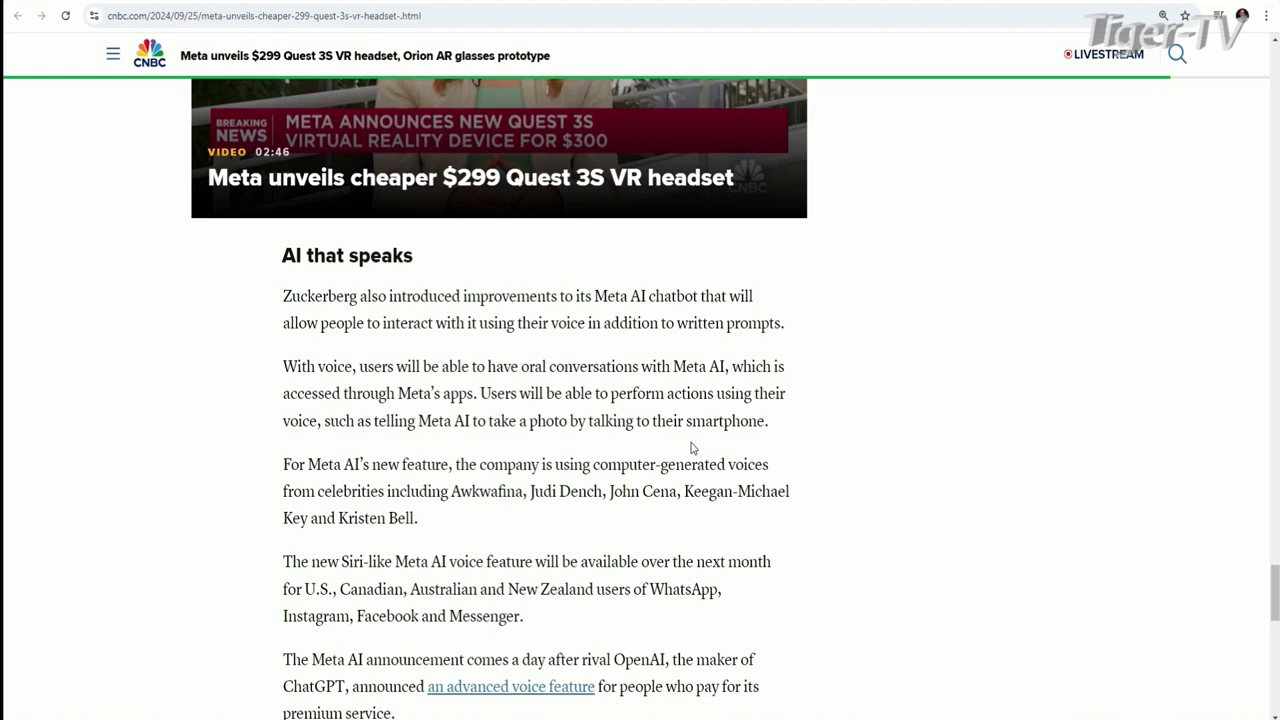 cnbc.com/2024/09/25/meta-unveils-cheaper-299-quest-3s-vr-headset-.html
Tiger-TV
CNBC
Meta unveils $299 Quest 3S VR headset, Orion AR glasses prototype
LIVESTREAM
BREAKING
NEWS
META ANNOUNCES NEW QUEST 3S
VIRTUAL REALITY DEVICE FOR $300
VIDEO 02:46
Meta unveils cheaper $299 Quest 3S VR headset
CNBC
AI that speaks
Zuckerberg also introduced improvements to its Meta AI chatbot that will
allow people to interact with it using their voice in addition to written prompts.
With voice, users will be able to have oral conversations with Meta AI, which is
accessed through Meta’s apps. Users will be able to perform actions using their
voice, such as telling Meta AI to take a photo by talking to their smartphone.
For Meta AI’s new feature, the company is using computer-generated voices
from celebrities including Awkwafina, Judi Dench, John Cena, Keegan-Michael
Key and Kristen Bell.
The new Siri-like Meta AI voice feature will be available over the next month
for U.S., Canadian, Australian and New Zealand users of WhatsApp,
Instagram, Facebook and Messenger.
The Meta AI announcement comes a day after rival OpenAI, the maker of
ChatGPT, announced an advanced voice feature for people who pay for its
premium service.